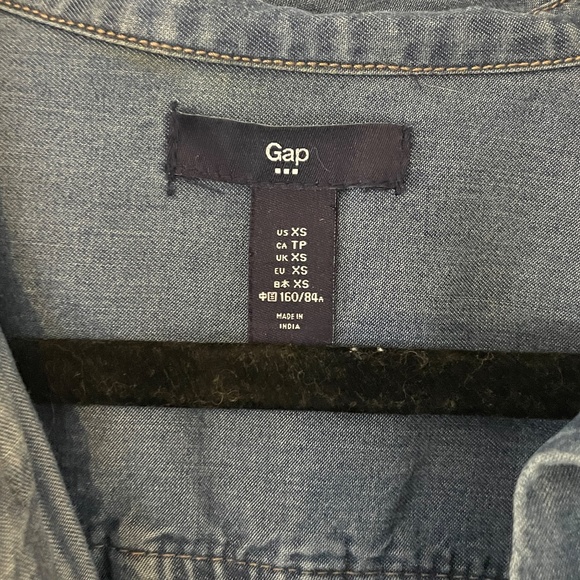 Gap
US XS
CA TP
UK XS
EU XS
日本 XS
中国 160/84A
MADE IN
INDIA